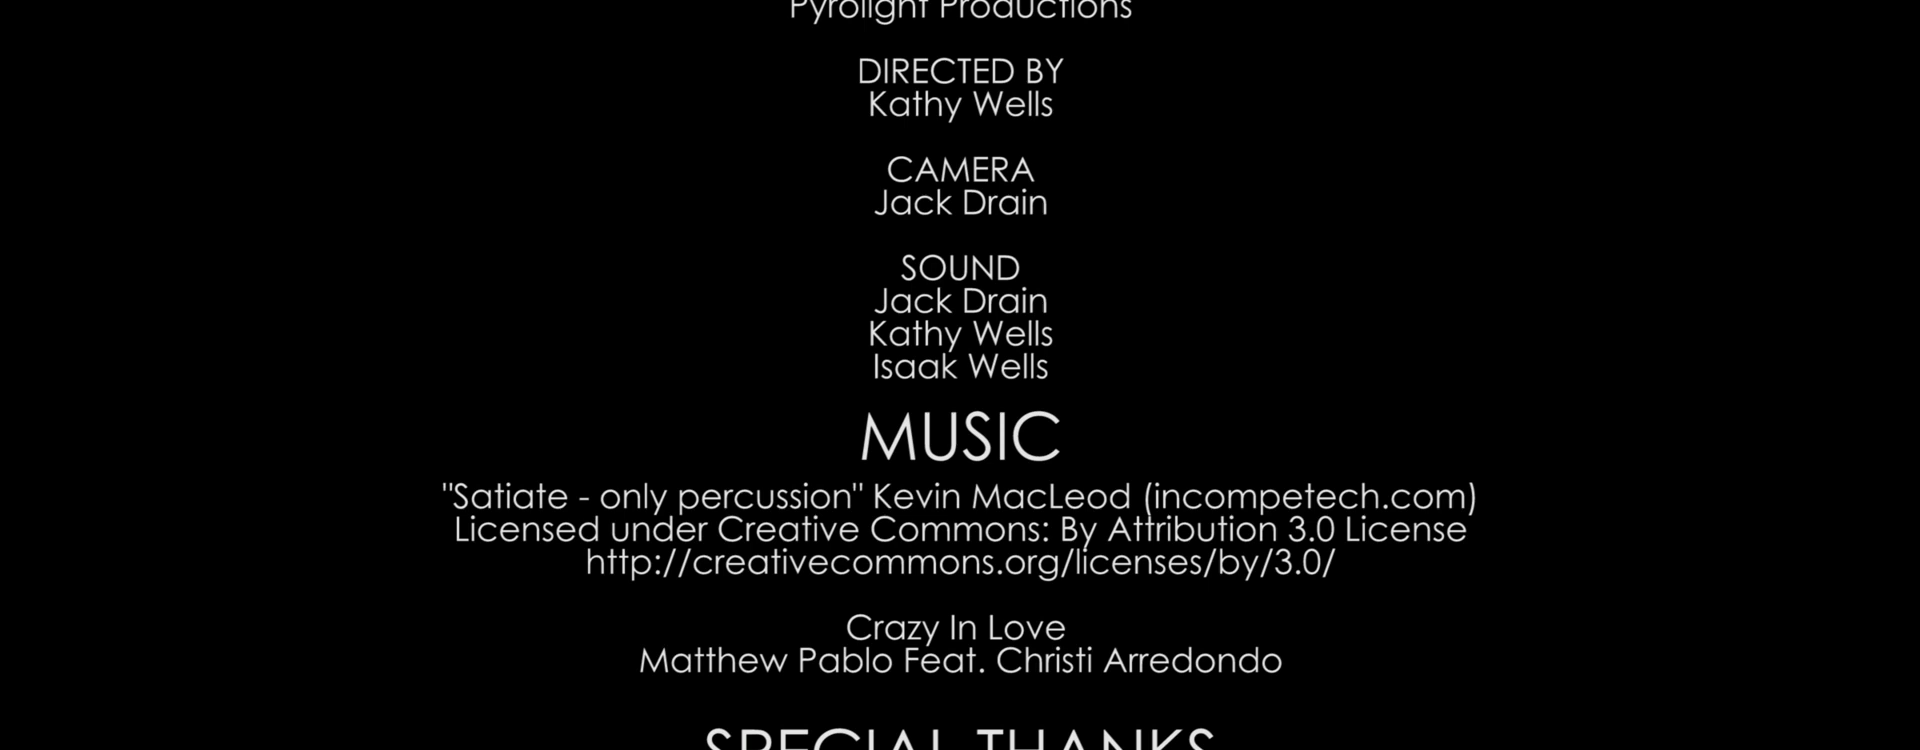 Pyrolight Productions
DIRECTED BY
Kathy Wells
CAMERA
Jack Drain
SOUND
Jack Drain
Kathy Wells
Isaak Wells
MUSIC
"Satiate - only percussion" Kevin MacLeod (incompetech.com)
Licensed under Creative Commons: By Attribution 3.0 License
http://creativecommons.org/licenses/by/3.0/
Crazy In Love
Matthew Pablo Feat. Christi Arredondo
SPECIAL THANKS